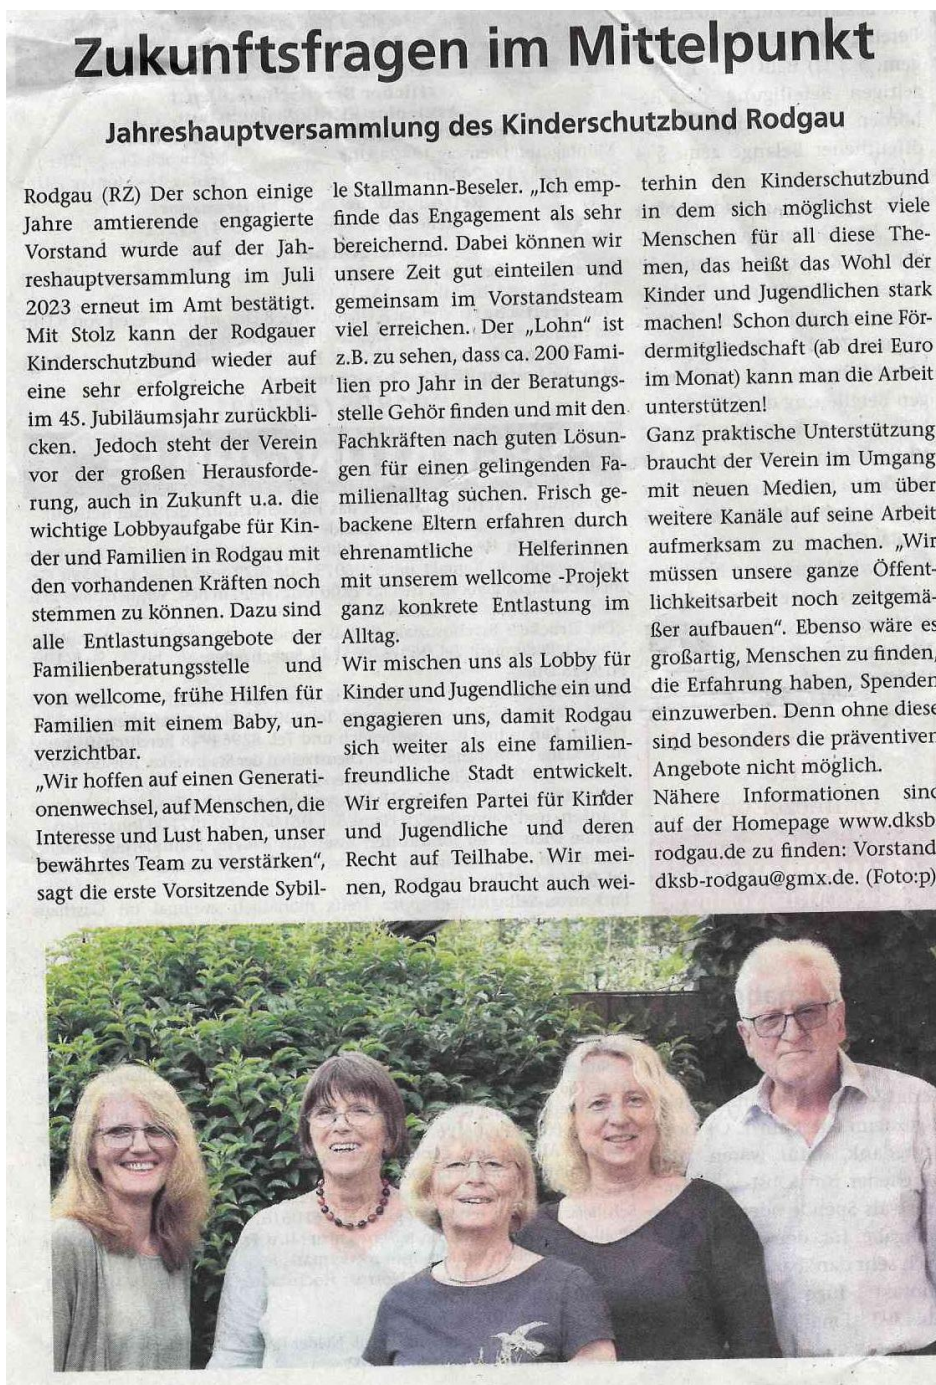 Zukunftsfragen im Mittelpunkt
Jahreshauptversammlung des Kinderschutzbund Rodgau
Rodgau (RZ) Der schon einige
Jahre amtierende engagierte
Vorstand wurde auf der Jah-
reshauptversammlung im Juli
2023 erneut im Amt bestätigt.
Mit Stolz kann der Rodgauer
Kinderschutzbund wieder auf
eine sehr erfolgreiche Arbeit
im 45. Jubiläumsjahr zurückbli-
cken. Jedoch steht der Verein
vor der großen Herausforde-
rung, auch in Zukunft u.a. die
wichtige Lobbyaufgabe für Kin-
der und Familien in Rodgau mit
den vorhandenen Kräften noch
stemmen zu können. Dazu sind
alle Entlastungsangebote der
Familienberatungsstelle und
von wellcome, frühe Hilfen für
Familien mit einem Baby, un-
verzichtbar.
„Wir hoffen auf einen Generati-
onenwechsel, auf Menschen, die
Interesse und Lust haben, unser
bewährtes Team zu verstärken“,
sagt die erste Vorsitzende Sybil-
le Stallmann-Beseler. „Ich emp-
finde das Engagement als sehr
bereichernd. Dabei können wir
unsere Zeit gut einteilen und
gemeinsam im Vorstandsteam
viel erreichen. Der „Lohn“ ist
z.B. zu sehen, dass ca. 200 Fami-
lien pro Jahr in der Beratungs-
stelle Gehör finden und mit den
Fachkräften nach guten Lösun-
gen für einen gelingenden Fa-
milienalltag suchen. Frisch ge-
backene Eltern erfahren durch
ehrenamtliche Helferinnen
mit unserem wellcome -Projekt
ganz konkrete Entlastung im
Alltag.
Wir mischen uns als Lobby für
Kinder und Jugendliche ein und
engagieren uns, damit Rodgau
sich weiter als eine familien-
freundliche Stadt entwickelt.
Wir ergreifen Partei für Kinder
und Jugendliche und deren
Recht auf Teilhabe. Wir mei-
nen, Rodgau braucht auch wei-
terhin den Kinderschutzbund
in dem sich möglichst viele
Menschen für all diese The-
men, das heißt das Wohl der
Kinder und Jugendlichen stark
machen! Schon durch eine För-
dermitgliedschaft (ab drei Euro
im Monat) kann man die Arbeit
unterstützen!
Ganz praktische Unterstützung
braucht der Verein im Umgang
mit neuen Medien, um über
weitere Kanäle auf seine Arbeit
aufmerksam zu machen. „Wir
müssen unsere ganze Öffent-
lichkeitsarbeit noch zeitgemä-
ßer aufbauen“. Ebenso wäre es
großartig, Menschen zu finden,
die Erfahrung haben, Spenden
einzuwerben. Denn ohne diese
sind besonders die präventiven
Angebote nicht möglich.
Nähere Informationen sind
auf der Homepage www.dksb-
rodgau.de zu finden: Vorstand
dksb-rodgau@gmx.de. (Foto:p)